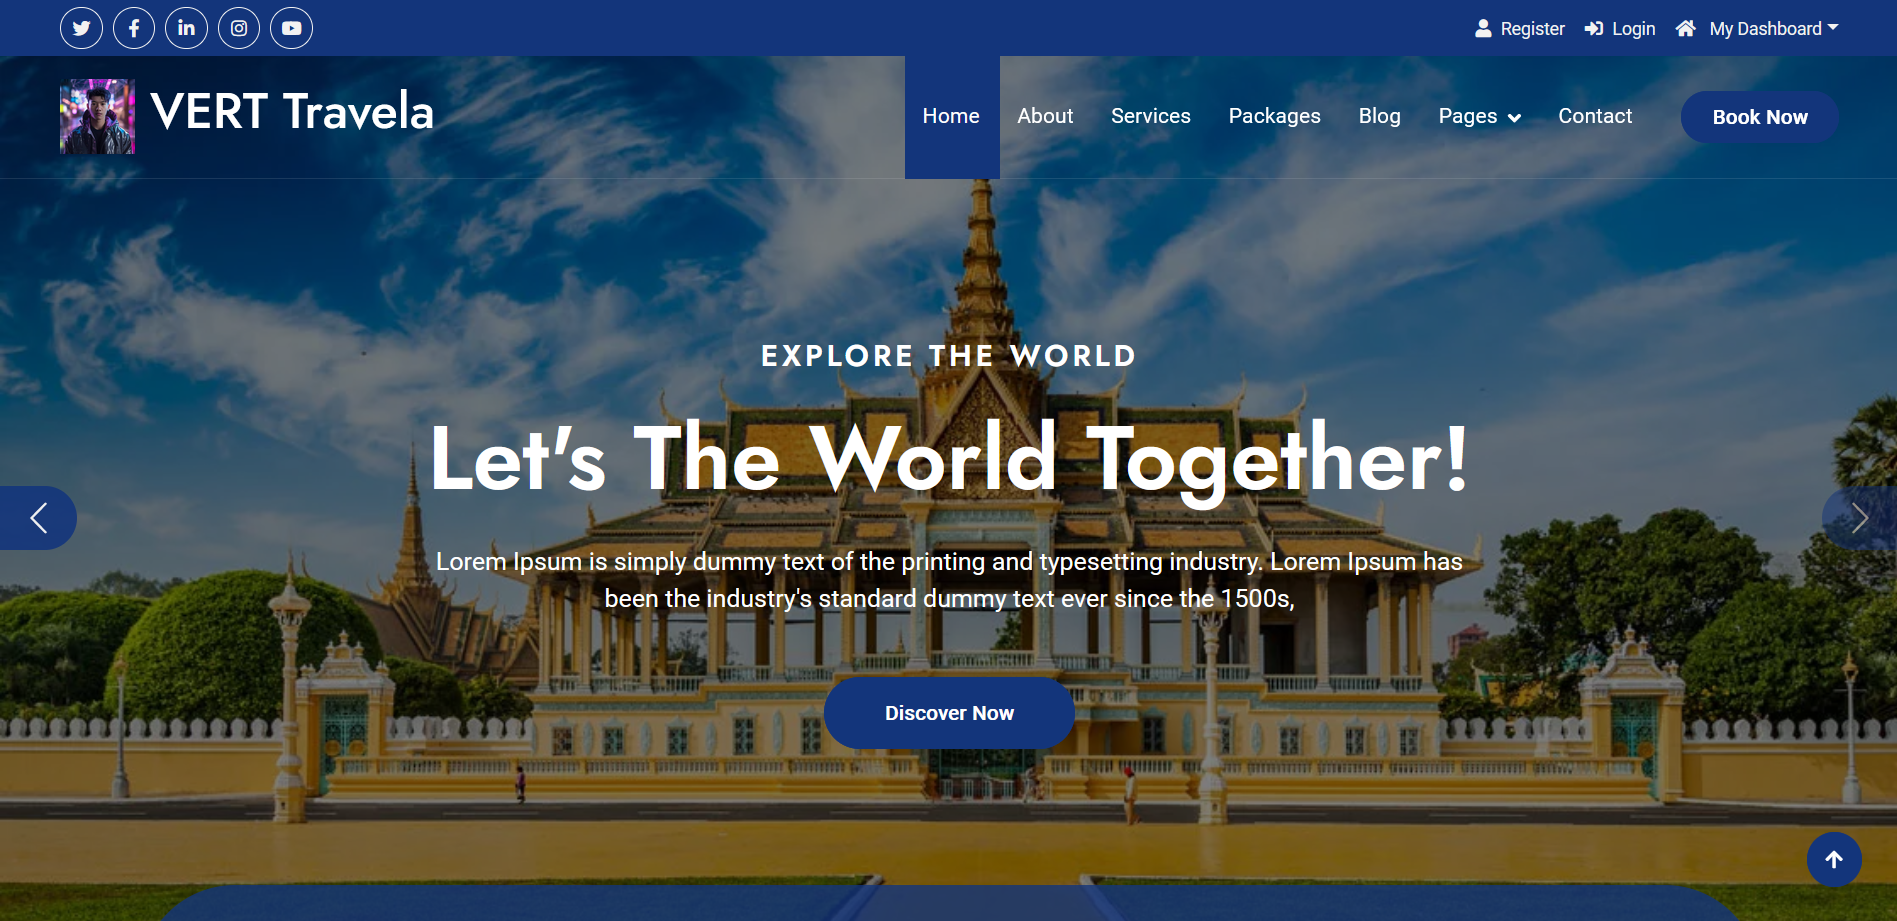 Register Login My Dashboard
VERT Travela
Home About Services Packages Blog Pages Contact Book Now
EXPLORE THE WORLD
Let's The World Together!
Lorem Ipsum is simply dummy text of the printing and typesetting industry. Lorem Ipsum has
been the industry's standard dummy text ever since the 1500s,
Discover Now